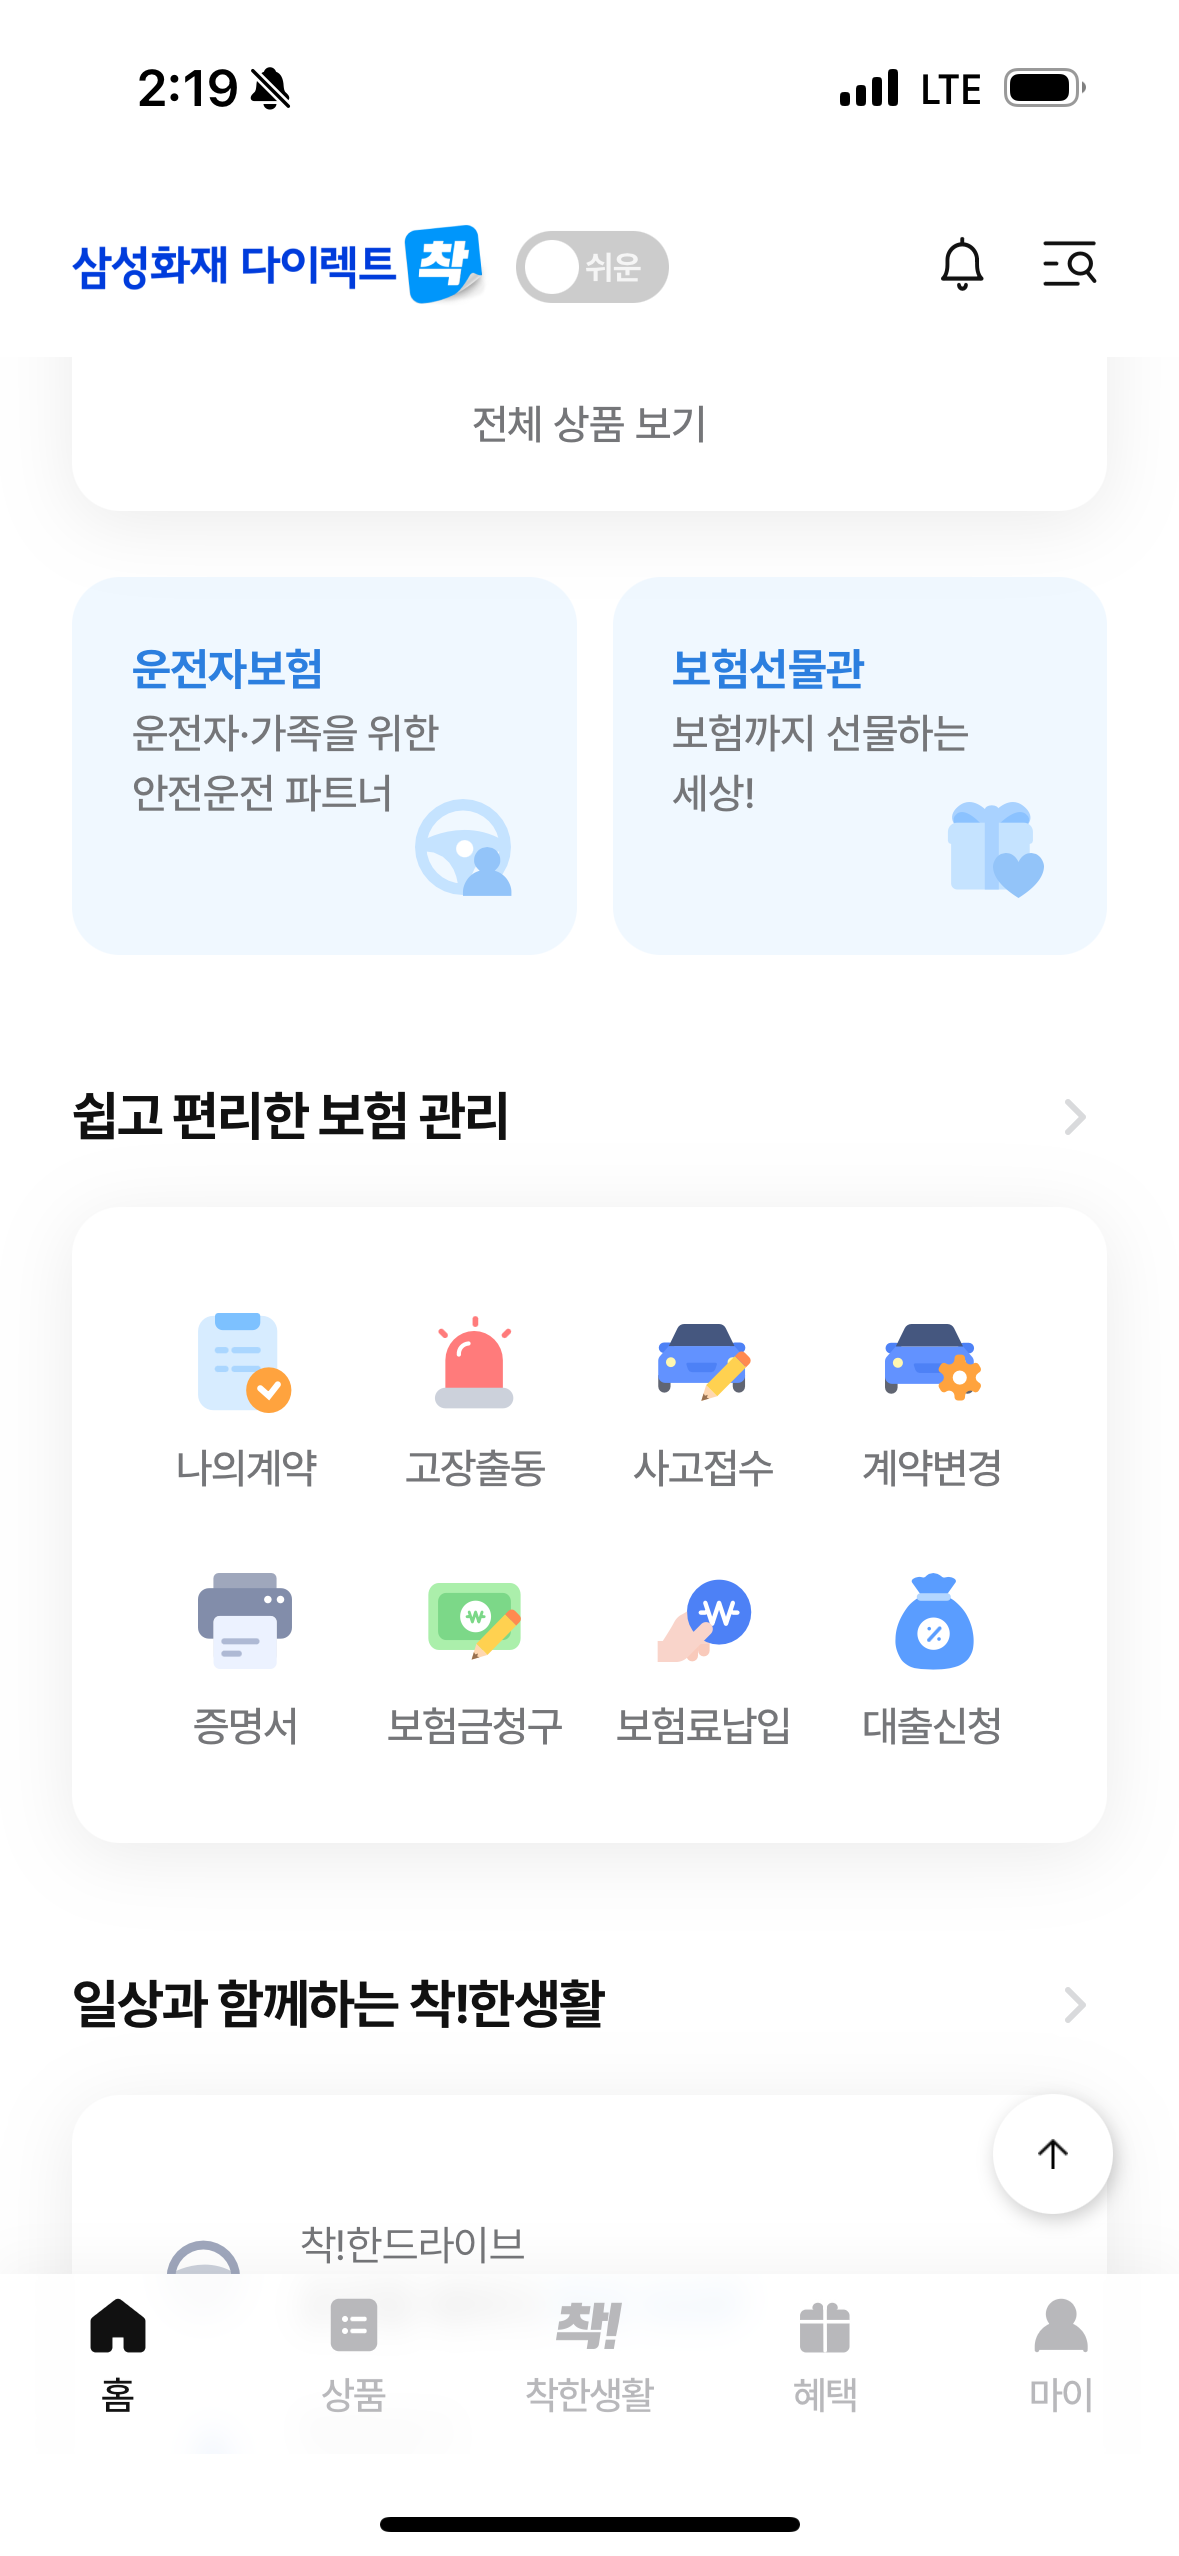 2:19 LTE
삼성화재 다이렉트 착 쉬운
전체 상품 보기
운전자보험
운전자·가족을 위한
안전운전 파트너
보험선물관
보험까지 선물하는
세상!
쉽고 편리한 보험 관리
나의계약 고장출동 사고접수 계약변경
증명서 보험금청구 보험료납입 대출신청
일상과 함께하는 착!한생활
착!한드라이브
착!
홈 상품 착한생활 혜택 마이